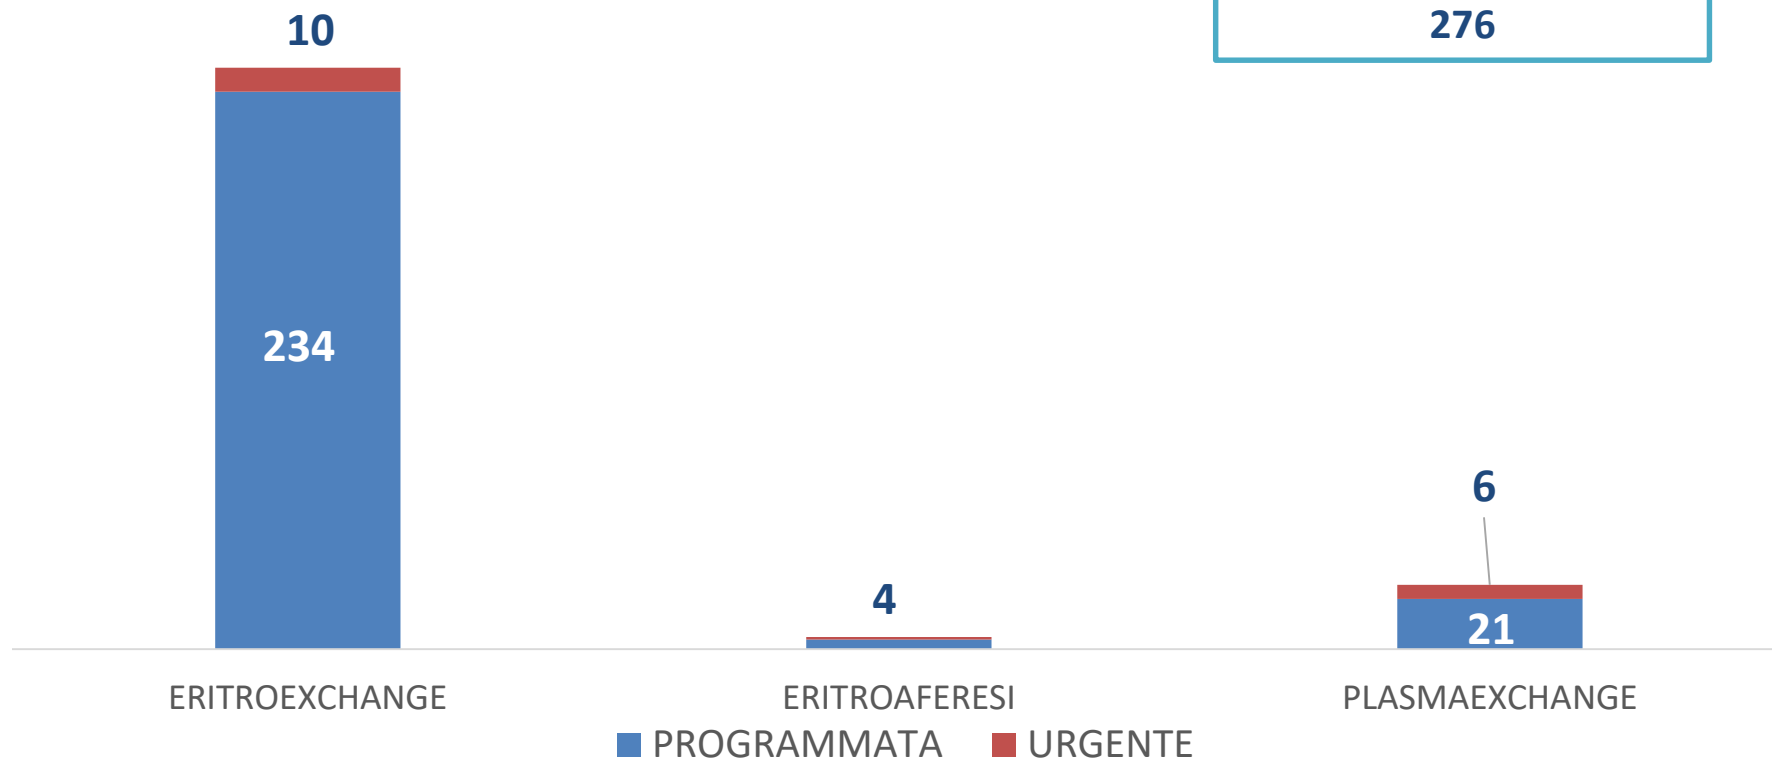 276
10
234
4
6
21
ERITROEXCHANGE
ERITROAFERESI
PLASMAEXCHANGE
PROGRAMMATA
URGENTE